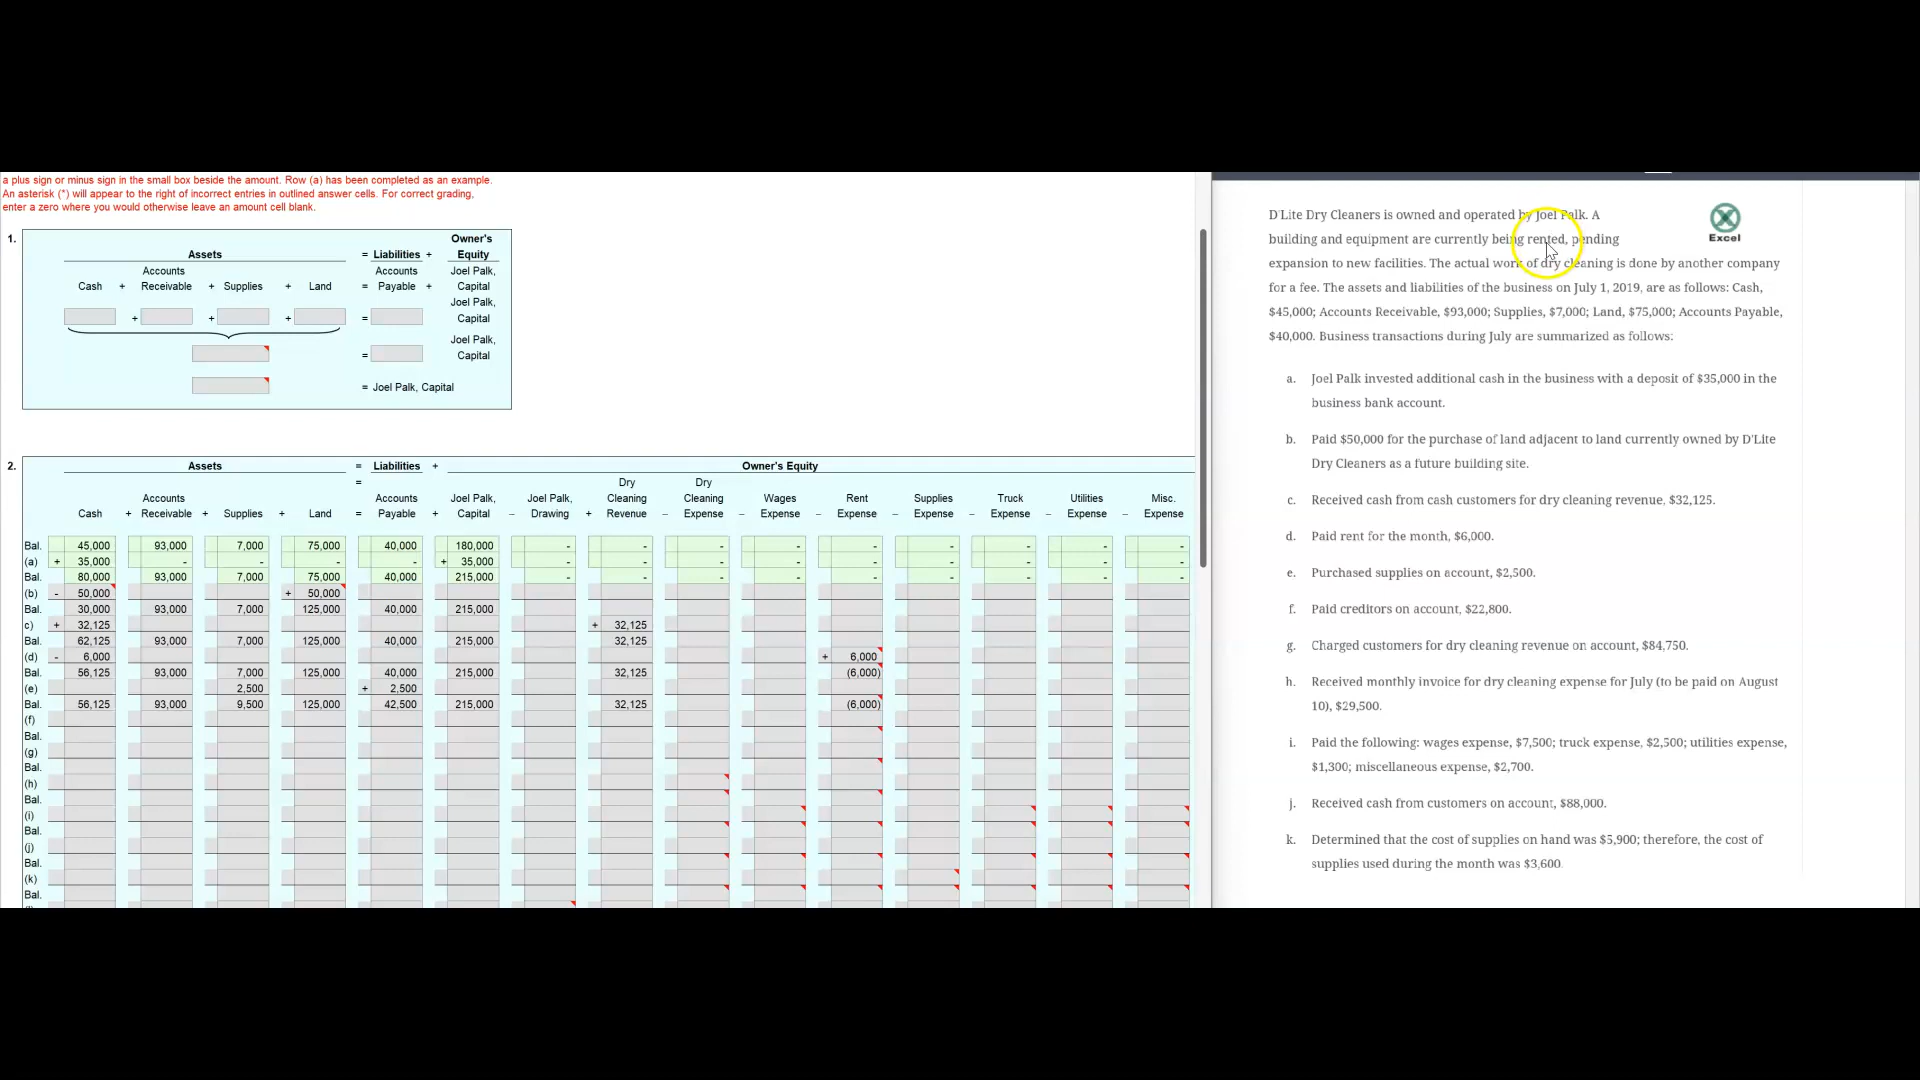 a plus sign or minus sign in the small box beside the amount. Row (a) has been completed as an example.
An asterisk (*) will appear to the right of incorrect entries in outlined answer cells. For correct grading,
enter a zero where you would otherwise leave an amount cell blank.
1.
Owner's
Assets = Liabilities + Equity
Accounts Accounts Joel Palk,
Cash + Receivable + Supplies + Land = Payable + Capital
Joel Palk,
+ + + = Capital
Joel Palk,
= Capital
= Joel Palk, Capital
2. Assets = Liabilities + Owner's Equity
= Dry Dry
Accounts Accounts Joel Palk, Joel Palk, Cleaning Cleaning Wages Rent Supplies Truck Utilities Misc.
Cash + Receivable + Supplies + Land = Payable + Capital – Drawing + Revenue – Expense – Expense – Expense – Expense – Expense – Expense – Expense
Bal. 45,000 93,000 7,000 75,000 40,000 180,000 - - - - - - - - -
(a) + 35,000 - - - - + 35,000 - - - - - - - -
Bal. 80,000 93,000 7,000 75,000 40,000 215,000 - - - - - - - - -
(b) - 50,000 + 50,000
Bal. 30,000 93,000 7,000 125,000 40,000 215,000
c) + 32,125 + 32,125
Bal. 62,125 93,000 7,000 125,000 40,000 215,000 32,125
(d) - 6,000 + 6,000
Bal. 56,125 93,000 7,000 125,000 40,000 215,000 32,125 (6,000)
(e) 2,500 + 2,500
Bal. 56,125 93,000 9,500 125,000 42,500 215,000 32,125 (6,000)
(f)
Bal.
(g)
Bal.
(h)
Bal.
(i)
Bal.
(j)
Bal.
(k)
Bal.
D'Lite Dry Cleaners is owned and operated by Joel Palk. A
building and equipment are currently being rented, pending
expansion to new facilities. The actual work of dry cleaning is done by another company
for a fee. The assets and liabilities of the business on July 1, 2019, are as follows: Cash,
$45,000; Accounts Receivable, $93,000; Supplies, $7,000; Land, $75,000; Accounts Payable,
$40,000. Business transactions during July are summarized as follows:
Excel
a. Joel Palk invested additional cash in the business with a deposit of $35,000 in the
business bank account.
b. Paid $50,000 for the purchase of land adjacent to land currently owned by D'Lite
Dry Cleaners as a future building site.
c. Received cash from cash customers for dry cleaning revenue, $32,125.
d. Paid rent for the month, $6,000.
e. Purchased supplies on account, $2,500.
f. Paid creditors on account, $22,800.
g. Charged customers for dry cleaning revenue on account, $84,750.
h. Received monthly invoice for dry cleaning expense for July (to be paid on August
10), $29,500.
i. Paid the following: wages expense, $7,500; truck expense, $2,500; utilities expense,
$1,300; miscellaneous expense, $2,700.
j. Received cash from customers on account, $88,000.
k. Determined that the cost of supplies on hand was $5,900; therefore, the cost of
supplies used during the month was $3,600.